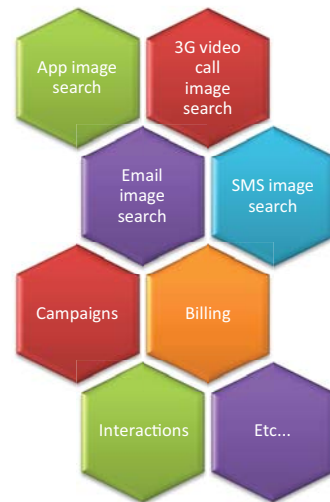 App image
search
3G video
call
image
search
Email
image
search
SMS image
search
Campaigns
Billing
Interactions
Etc...